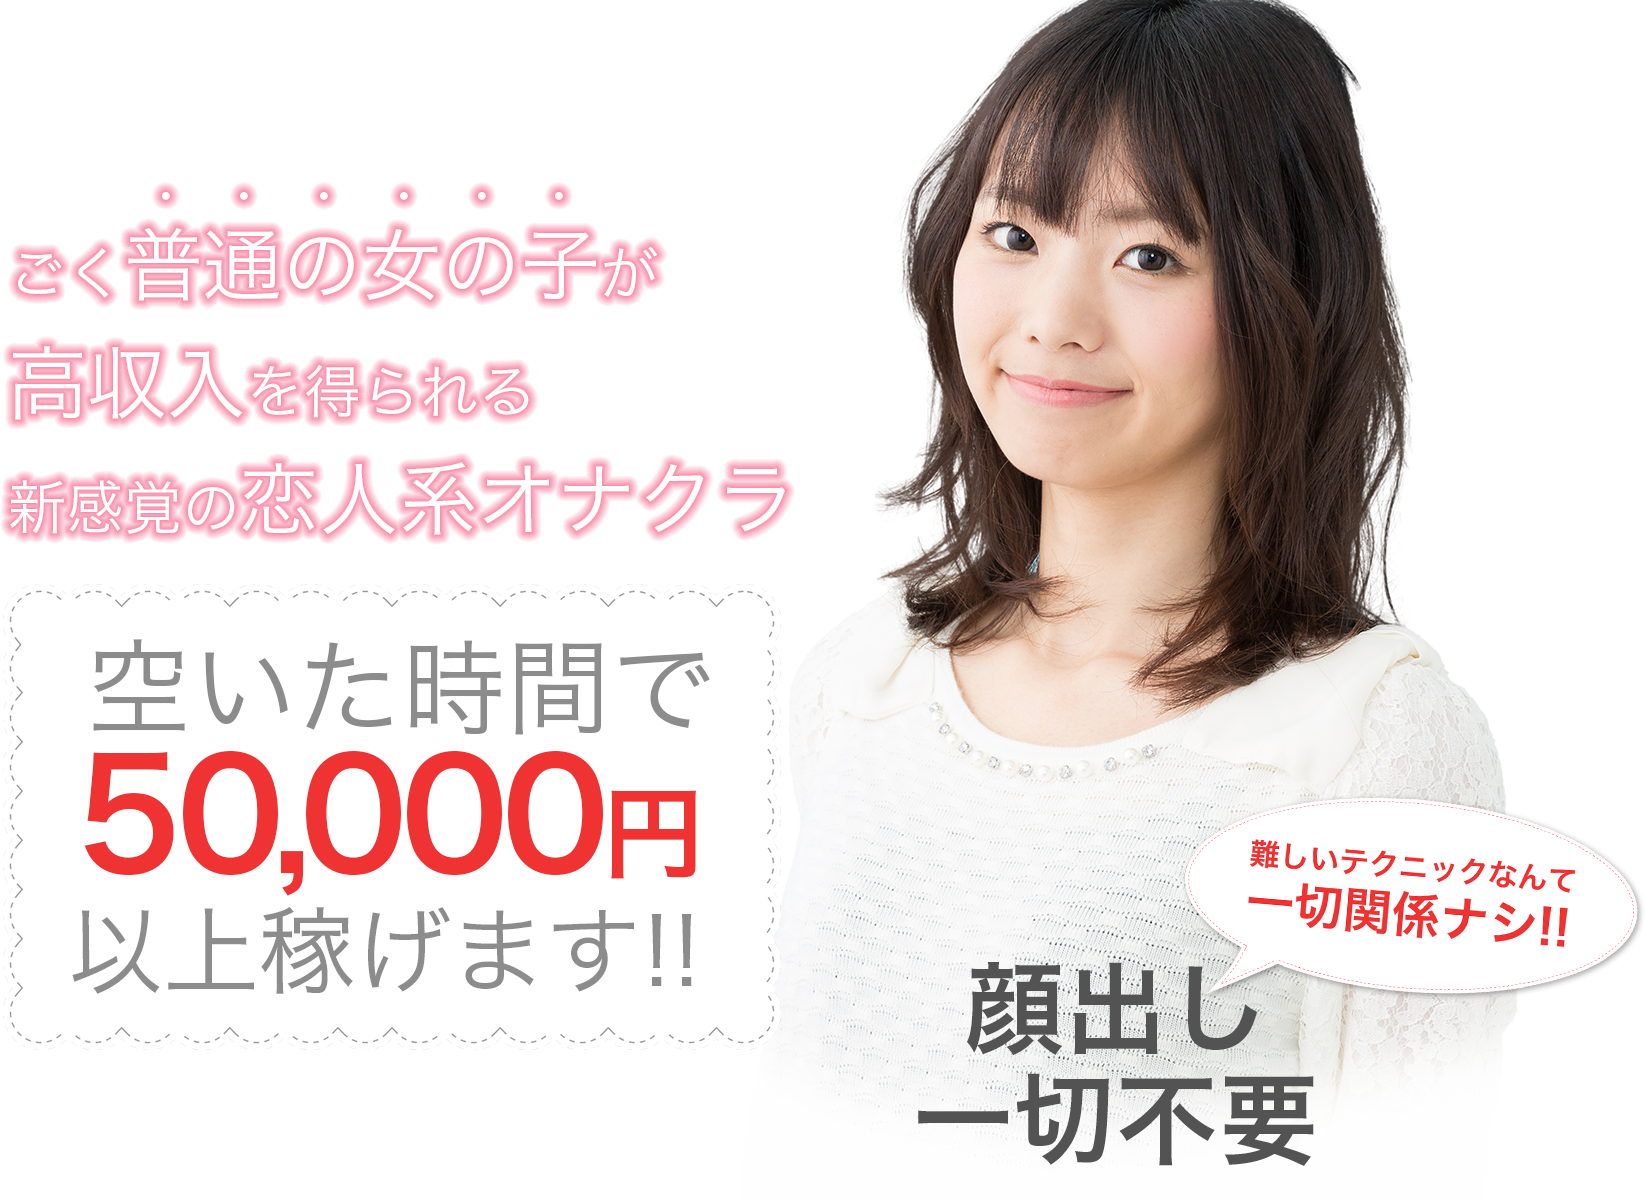 ごく普通の女の子が
高収入を得られる
新感覚の恋人系オナクラ
空いた時間で
50,000円
以上稼げます!!
難しいテクニックなんて
一切関係ナシ!!
顔出し
一切不要